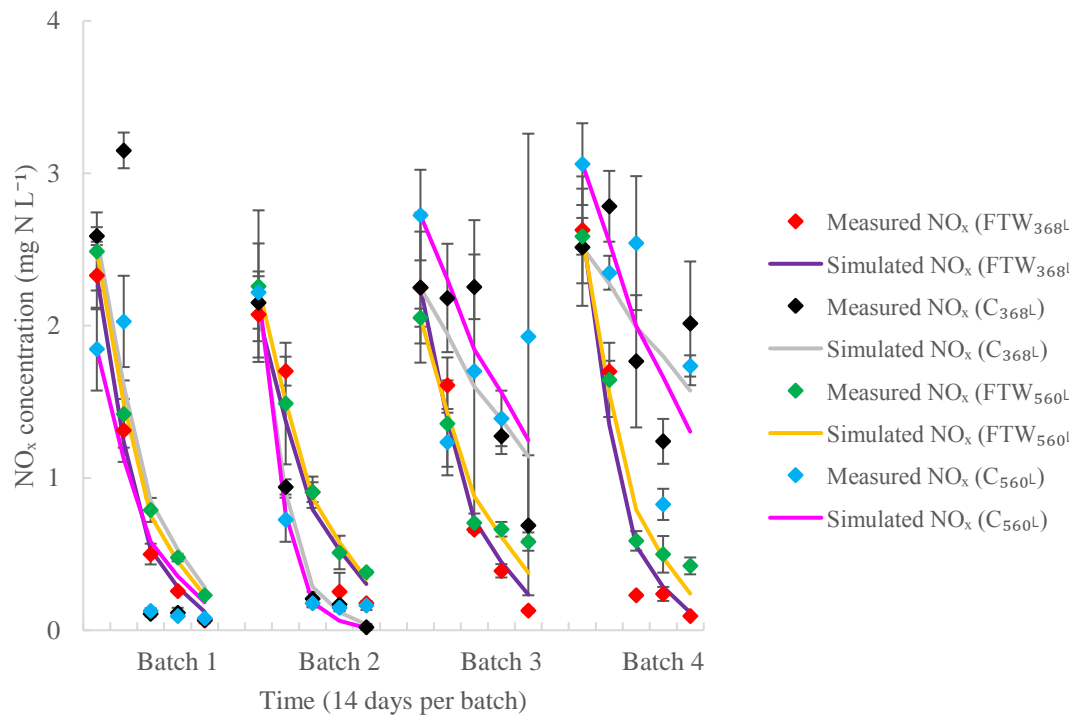 4
3
2
1
0
NOₓ concentration (mg N L⁻¹)
Batch 1 Batch 2 Batch 3 Batch 4
Time (14 days per batch)
Measured NOₓ (FTW₃₆₈L)
Simulated NOₓ (FTW₃₆₈L)
Measured NOₓ (C₃₆₈L)
Simulated NOₓ (C₃₆₈L)
Measured NOₓ (FTW₅₆₀L)
Simulated NOₓ (FTW₅₆₀L)
Measured NOₓ (C₅₆₀L)
Simulated NOₓ (C₅₆₀L)